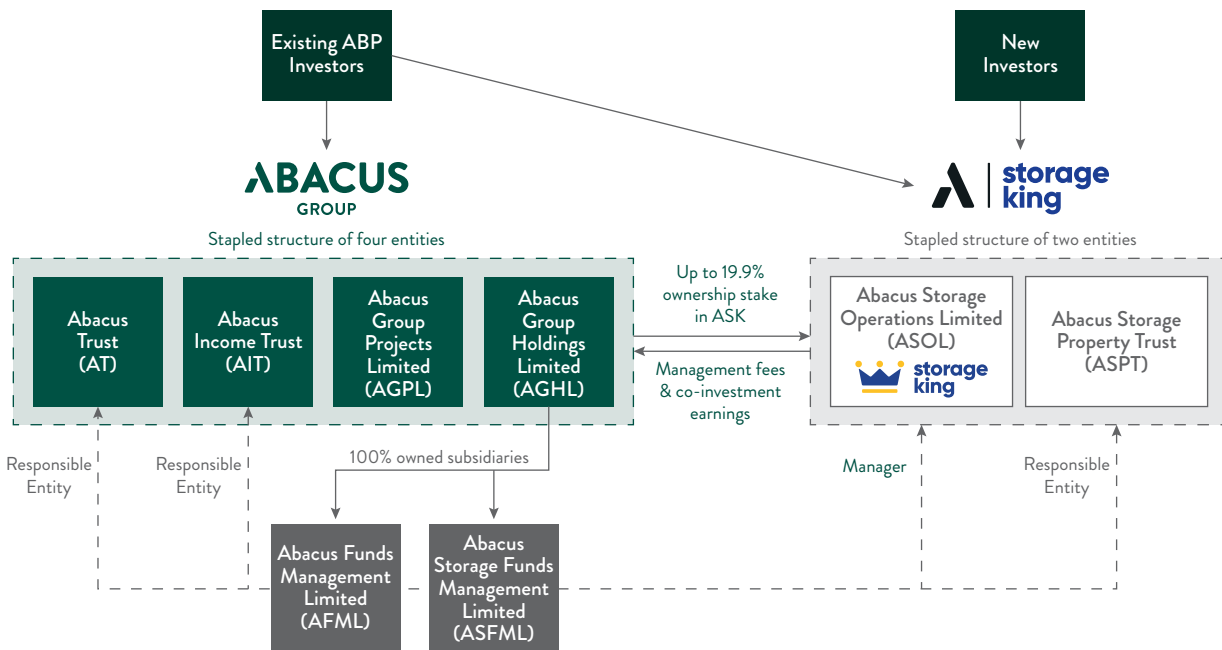 Existing ABP
Investors
New
Investors
ABACUS
GROUP
storage
king
Stapled structure of four entities
Stapled structure of two entities
Abacus
Trust
(AT)
Abacus
Income Trust
(AIT)
Abacus
Group
Projects
Limited
(AGPL)
Abacus
Group
Holdings
Limited
(AGHL)
Up to 19.9%
ownership stake
in ASK
Management fees
& co-investment
earnings
Abacus Storage
Operations Limited
(ASOL)
storage
king
Abacus Storage
Property Trust
(ASPT)
Responsible
Entity
Responsible
Entity
100% owned subsidiaries
Manager
Responsible
Entity
Abacus Funds
Management
Limited
(AFML)
Abacus
Storage Funds
Management
Limited
(ASFML)